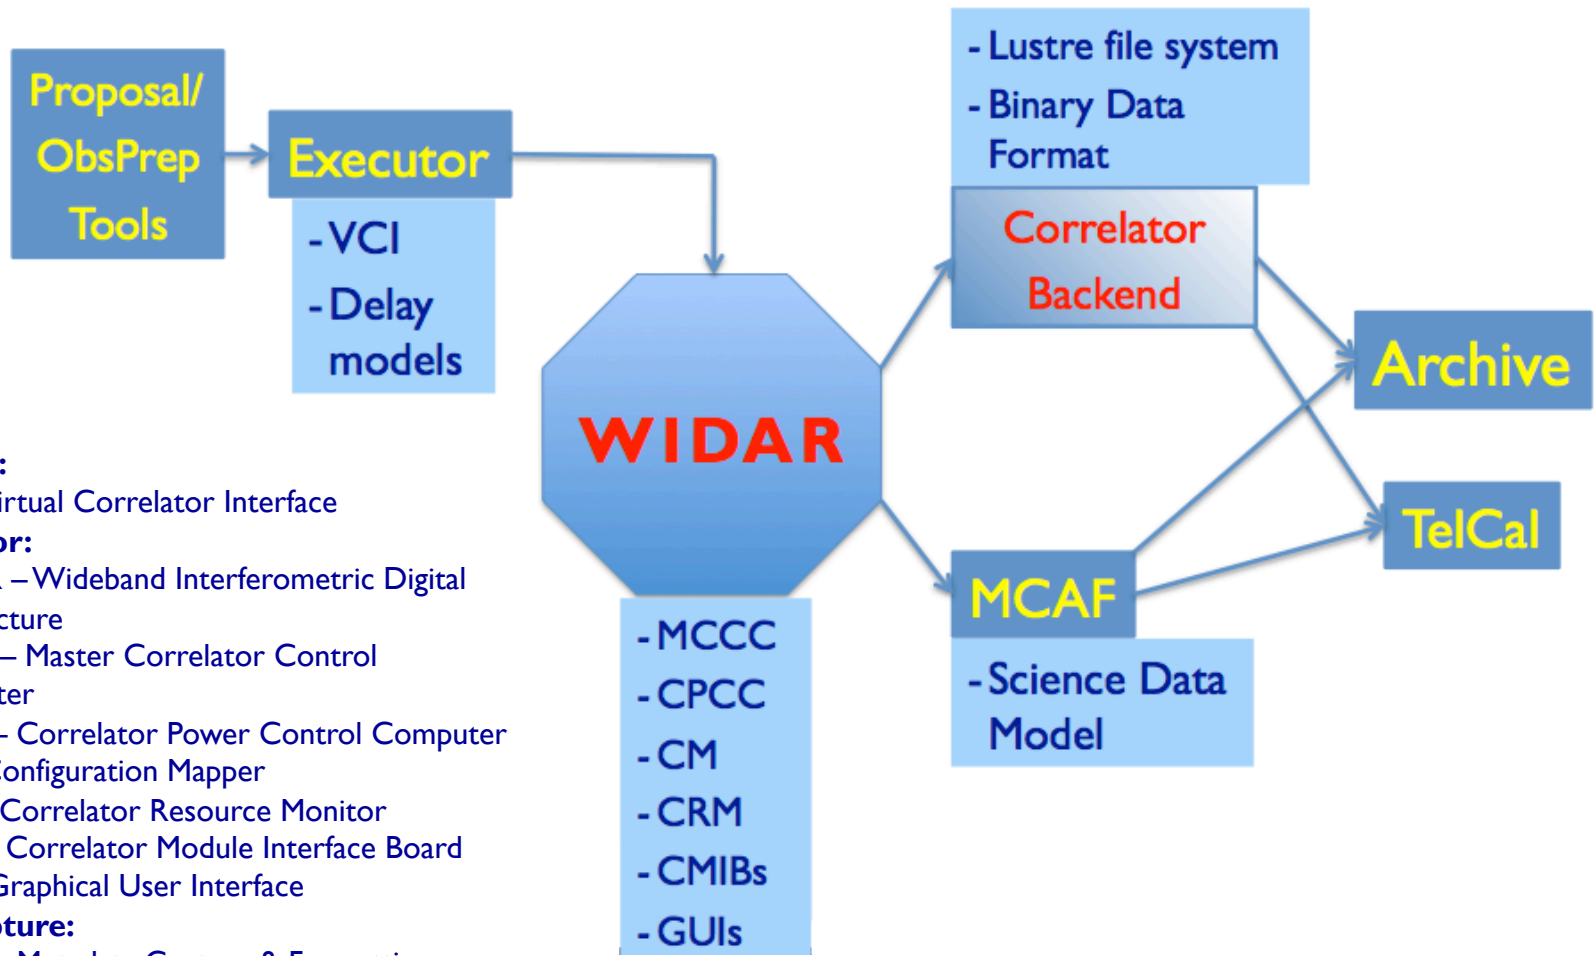 Proposal/
ObsPrep
Tools
Executor
- VCI
- Delay
models
WIDAR
- MCCC
- CPCC
- CM
- CRM
- CMIBs
- GUIs
- Lustre file system
- Binary Data
Format
Correlator
Backend
MCAF
- Science Data
Model
Archive
TelCal
:
irtual Correlator Interface
or:
– Wideband Interferometric Digital
cture
– Master Correlator Control
ter
- Correlator Power Control Computer
Configuration Mapper
Correlator Resource Monitor
Correlator Module Interface Board
Graphical User Interface
pture: